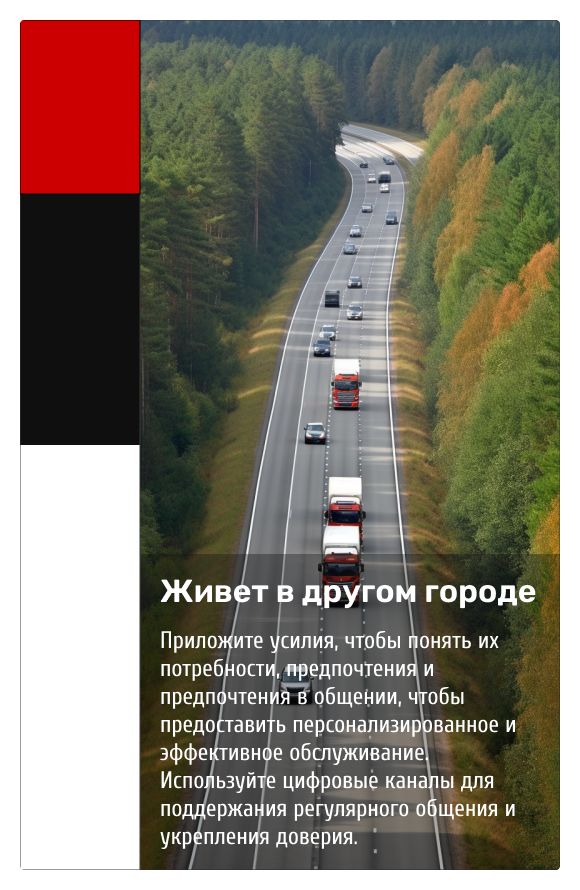 Живет в другом городе
Приложите усилия, чтобы понять их
потребности, предпочтения и
предпочтения в общении, чтобы
предоставить персонализированное и
эффективное обслуживание.
Используйте цифровые каналы для
поддержания регулярного общения и
укрепления доверия.